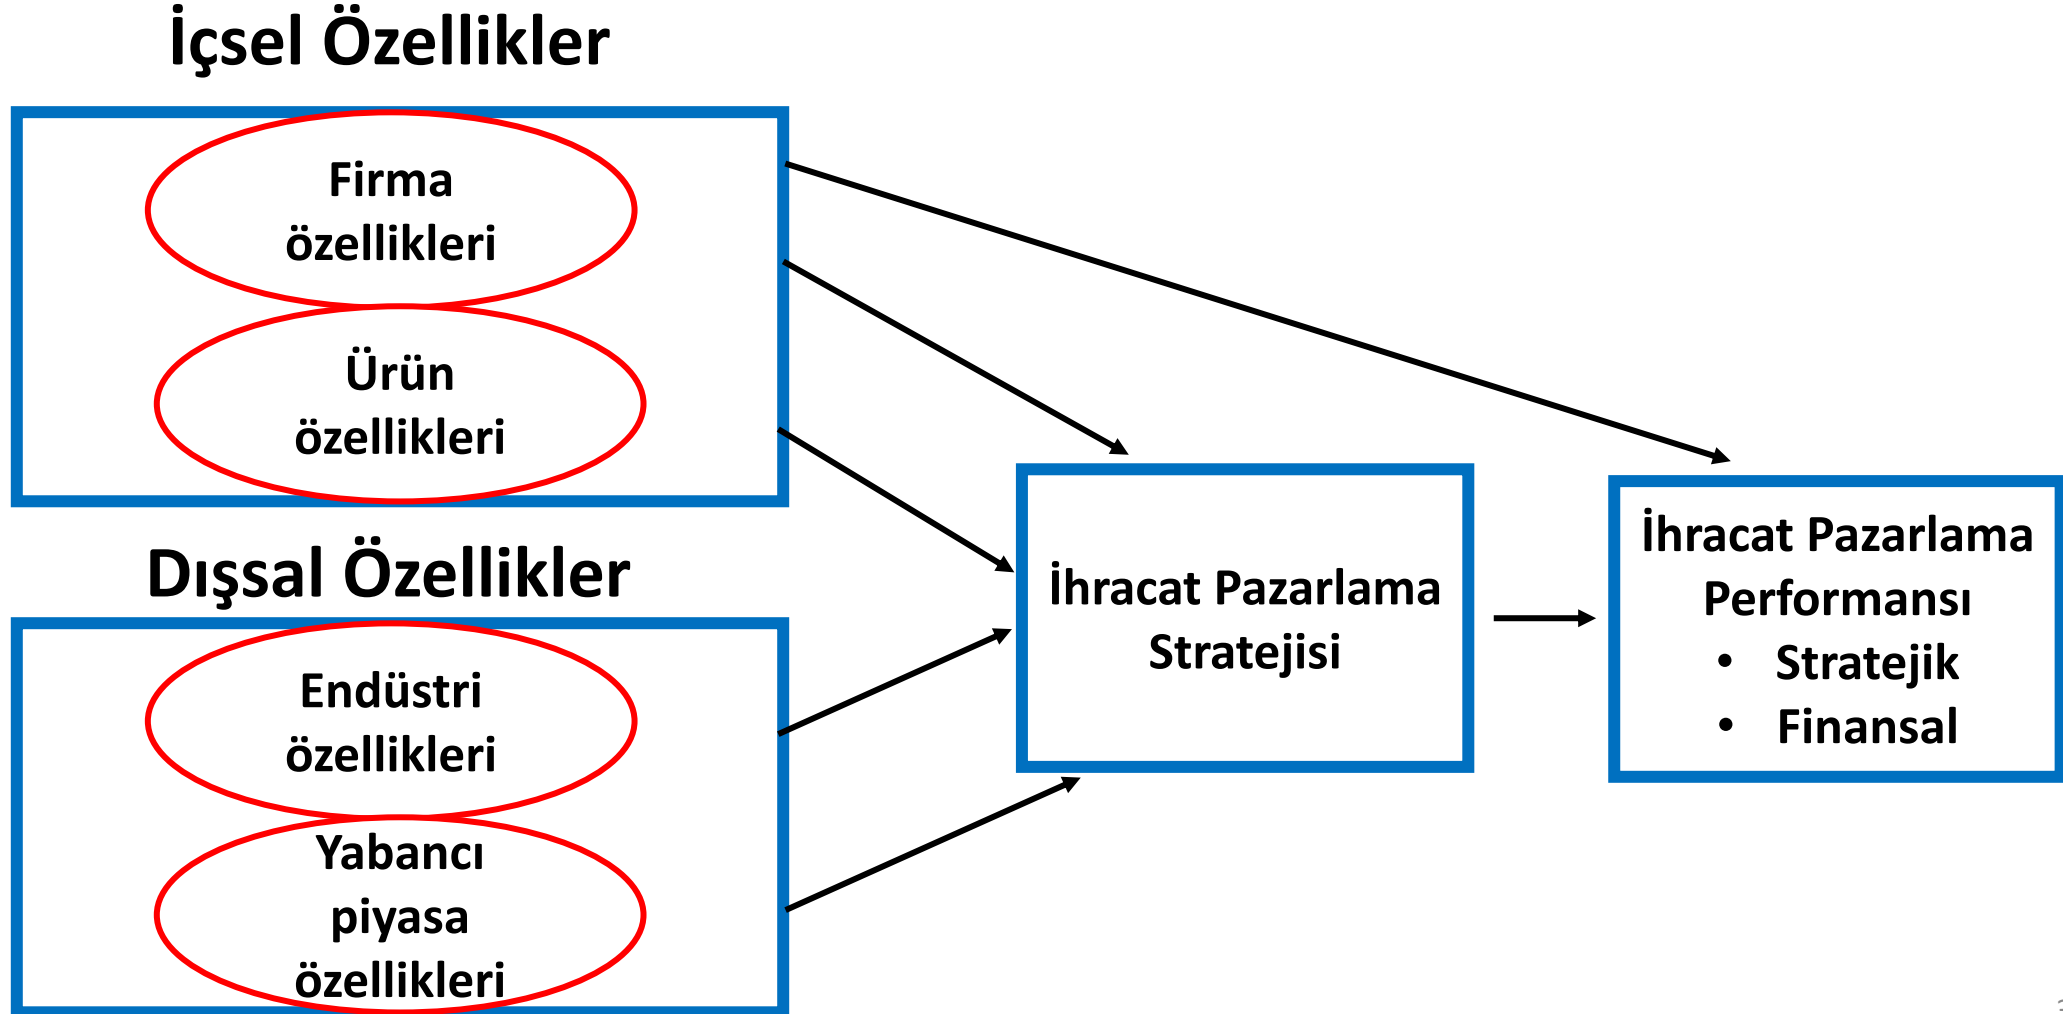 İçsel Özellikler
Firma
özellikleri
Ürün
özellikleri
Dışsal Özellikler
Endüstri
özellikleri
Yabancı
piyasa
özellikleri
İhracat Pazarlama
Stratejisi
İhracat Pazarlama
Performansı
• Stratejik
• Finansal